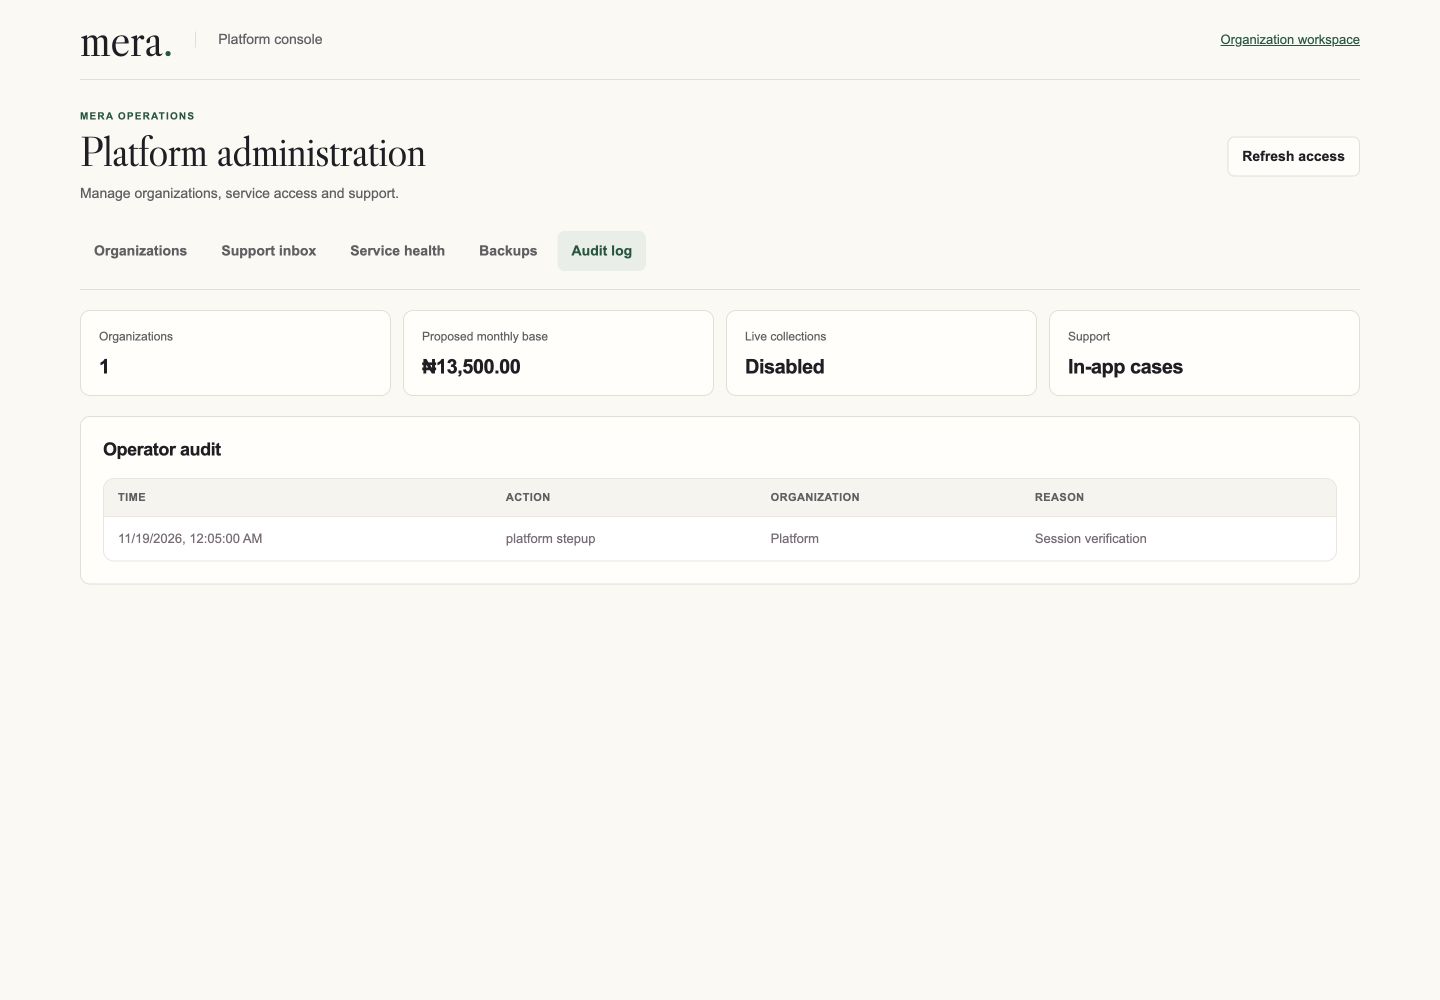 mera.
Platform console
Organization workspace
MERA OPERATIONS
Platform administration
Refresh access
Manage organizations, service access and support.
Organizations
Support inbox
Service health
Backups
Audit log
Organizations
1
Proposed monthly base
₦13,500.00
Live collections
Disabled
Support
In-app cases
Operator audit
TIME ACTION ORGANIZATION REASON
11/19/2026, 12:05:00 AM platform stepup Platform Session verification